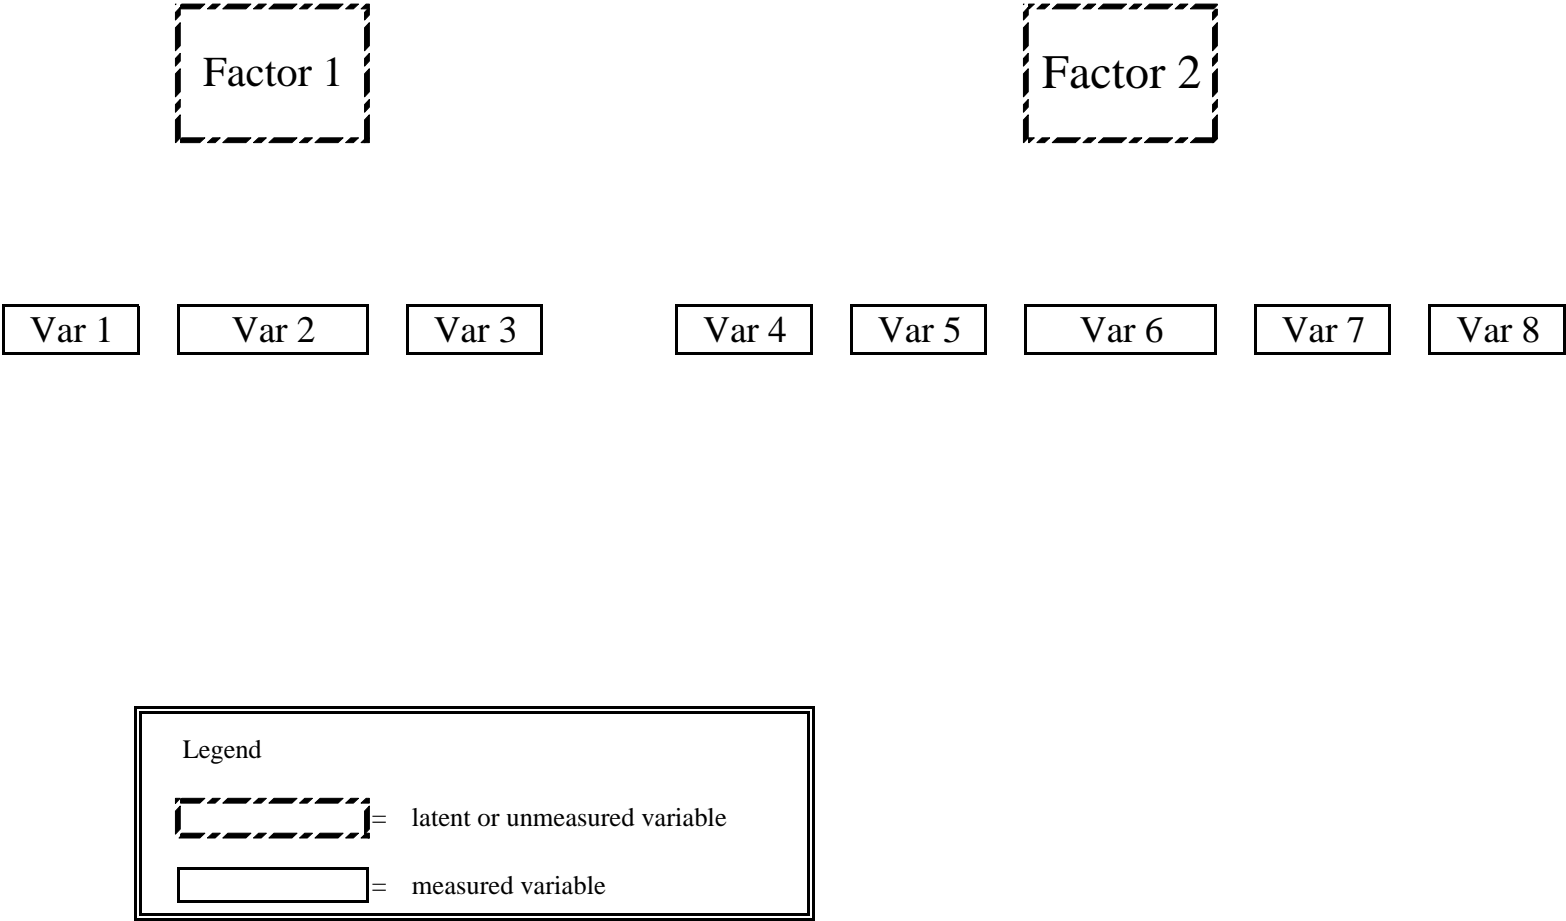 Factor 1 Factor 2
Var 1 Var 2 Var 3 Var 4 Var 5 Var 6 Var 7 Var 8
Legend
= latent or unmeasured variable
= measured variable